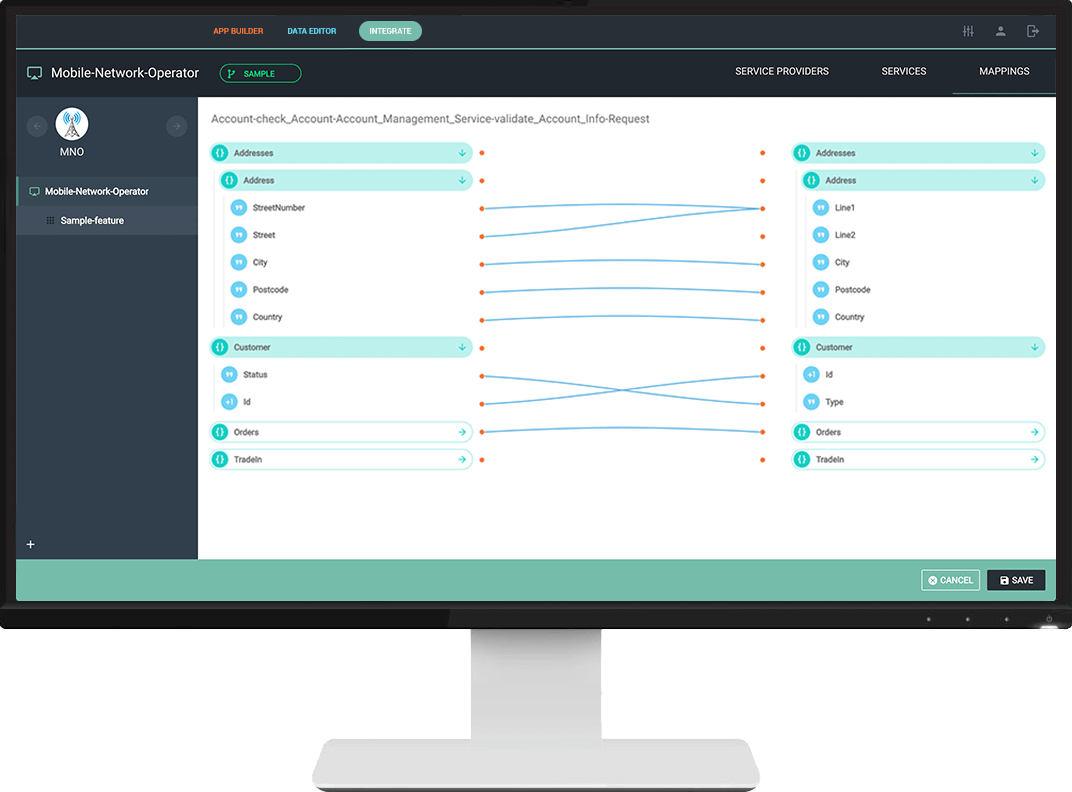 APP BUILDER DATA EDITOR INTEGRATE
Mobile-Network-Operator SAMPLE SERVICE PROVIDERS SERVICES MAPPINGS
MNO
Mobile-Network-Operator
Sample-feature
+
Account-check_Account-Account_Management_Service-validate_Account_Info-Request
{} Addresses
{} Address
StreetNumber
Street
City
Postcode
Country
{} Customer
Status
+1 Id
{} Orders
{} TradeIn
{} Addresses
{} Address
Line1
Line2
City
Postcode
Country
{} Customer
+1 Id
Type
{} Orders
{} TradeIn
CANCEL SAVE